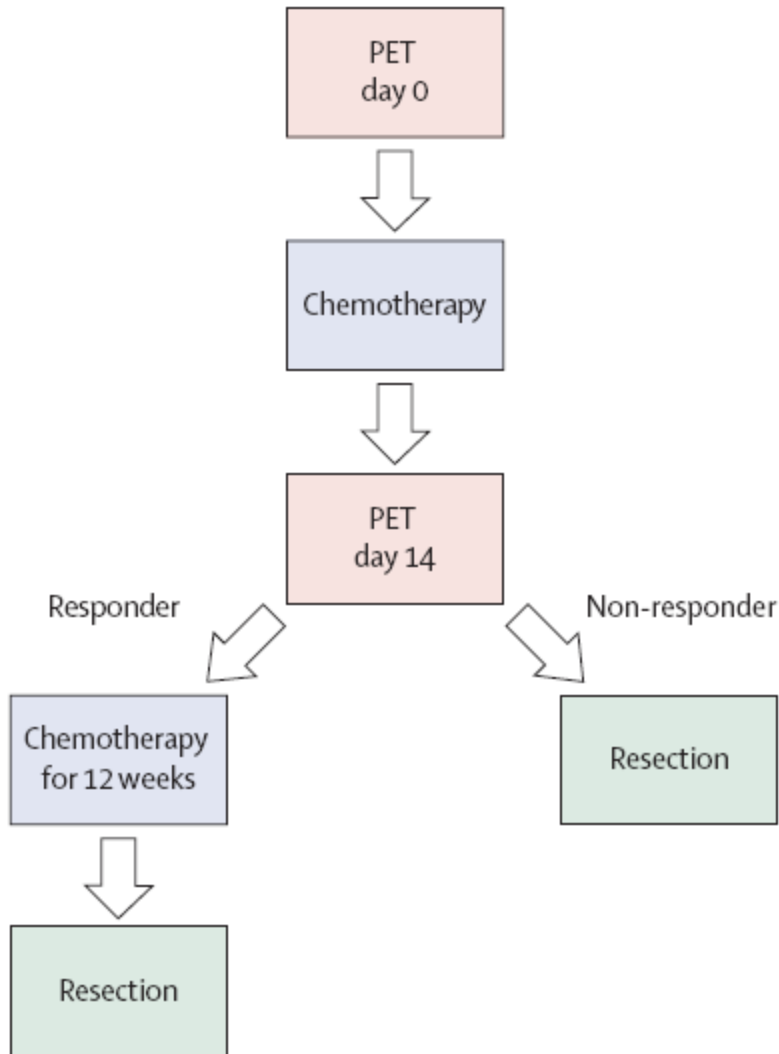 PET
day 0
Chemotherapy
PET
day 14
Responder
Non-responder
Chemotherapy
for 12 weeks
Resection
Resection